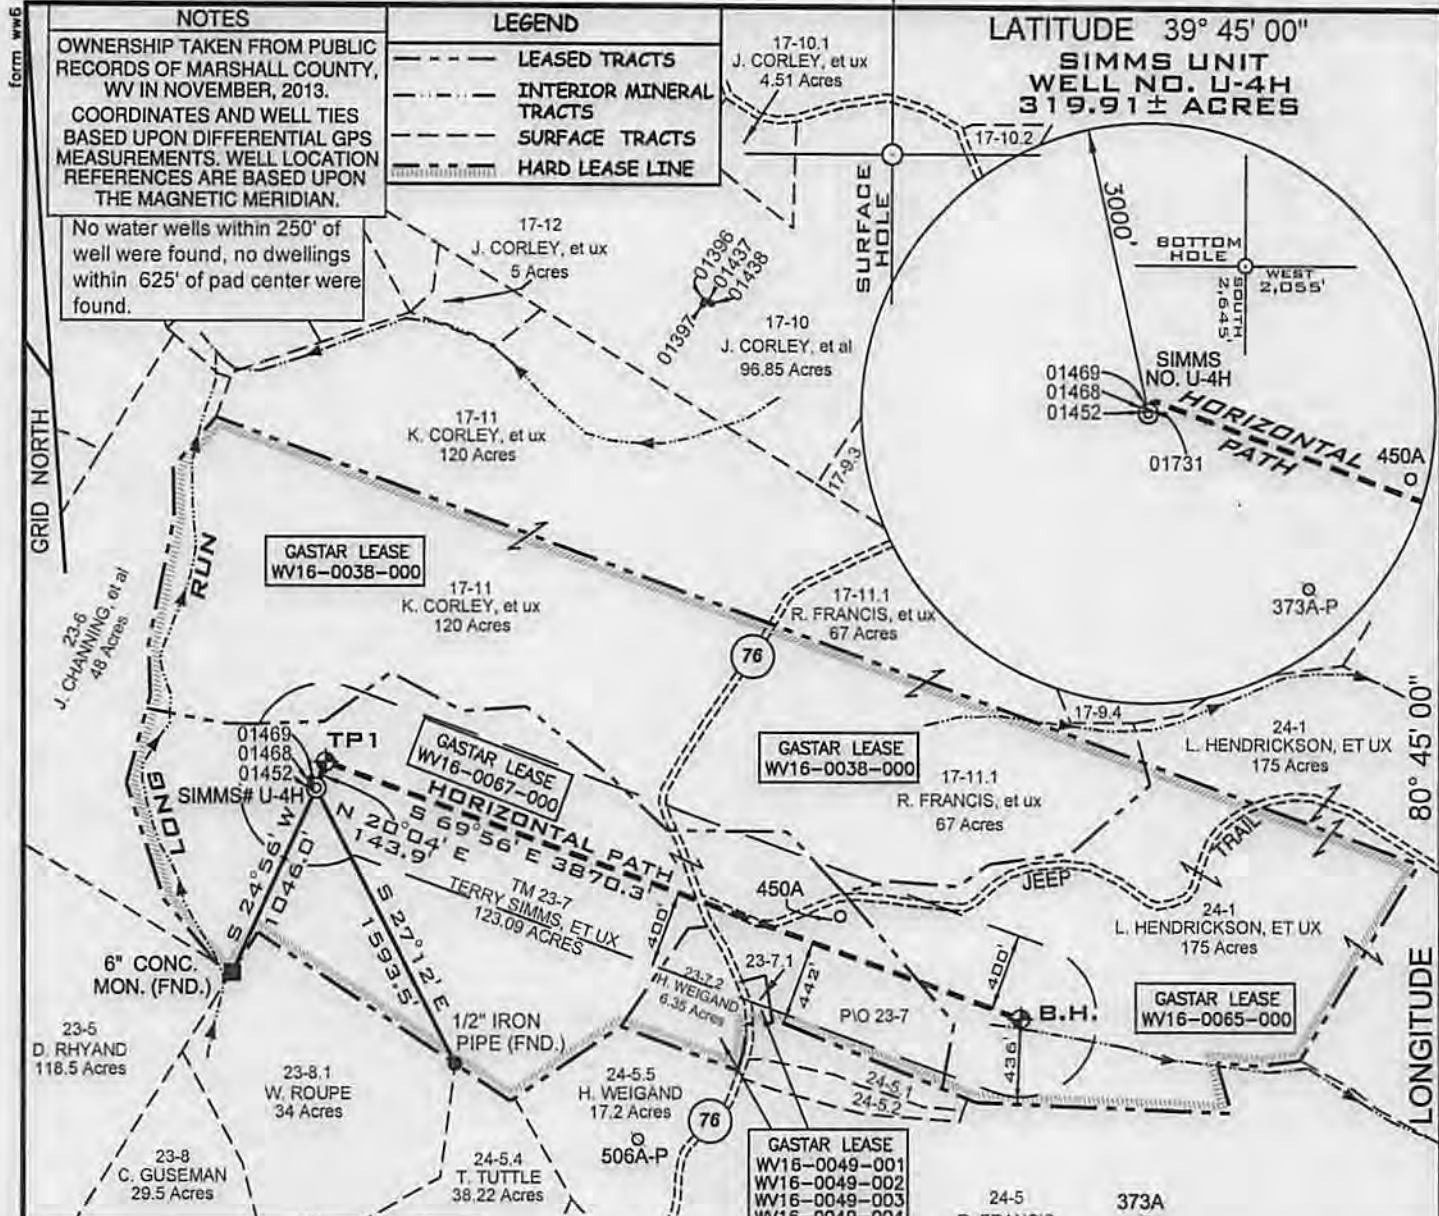 form ww6
NOTES
OWNERSHIP TAKEN FROM PUBLIC
RECORDS OF MARSHALL COUNTY,
WV IN NOVEMBER, 2013.
COORDINATES AND WELL TIES
BASED UPON DIFFERENTIAL GPS
MEASUREMENTS. WELL LOCATION
REFERENCES ARE BASED UPON
THE MAGNETIC MERIDIAN.
No water wells within 250' of
well were found, no dwellings
within 625' of pad center were
found.
LEGEND
LEASED TRACTS
INTERIOR MINERAL
TRACTS
SURFACE TRACTS
HARD LEASE LINE
LATITUDE 39° 45' 00"
SIMMS UNIT
WELL NO. U-4H
319.91± ACRES
17-10.1
J. CORLEY, et ux
4.51 Acres
17-10.2
SURFACE
HOLE
3000'
BOTTOM
HOLE
WEST
2,055'
SOUTH
2,645'
SIMMS
NO. U-4H
01469
01468
01452
01731
HORIZONTAL
PATH
450A
373A-P
17-12
J. CORLEY, et ux
5 Acres
01396
01437
01438
01397
17-10
J. CORLEY, et al
96.85 Acres
17-11
K. CORLEY, et ux
120 Acres
17-9.3
GRID NORTH
GASTAR LEASE
WV16-0038-000
17-11
K. CORLEY, et ux
120 Acres
23-6
J. CHANNING, et al
48 Acres
RUN
LONG
17-11.1
R. FRANCIS, et ux
67 Acres
76
17-9.4
24-1
L. HENDRICKSON, ET UX
175 Acres
80° 45' 00"
LONGITUDE
GASTAR LEASE
WV16-0038-000
17-11.1
R. FRANCIS, et ux
67 Acres
01469
01468
01452
SIMMS# U-4H
TP1
GASTAR LEASE
WV16-0067-000
HORIZONTAL PATH
S 69°56' E 3870.3'
N 20°04' E
143.9'
TM 23-7
TERRY SIMMS, ET UX
123.09 ACRES
S 24°56' W
1046.0'
S 27°12' E
1593.5'
JEEP
TRAIL
450A
24-1
L. HENDRICKSON, ET UX
175 Acres
400'
23-7.2
H. WEIGAND
6.35 Acres
23-7.1
442'
P\O 23-7
400'
B.H.
436'
GASTAR LEASE
WV16-0065-000
6" CONC.
MON. (FND.)
1/2" IRON
PIPE (FND.)
23-5
D. RHYAND
118.5 Acres
23-8.1
W. ROUPE
34 Acres
24-5.5
H. WEIGAND
17.2 Acres
506A-P
76
24-5.1
24-5.2
23-8
C. GUSEMAN
29.5 Acres
24-5.4
T. TUTTLE
38.22 Acres
GASTAR LEASE
WV16-0049-001
WV16-0049-002
WV16-0049-003
WV16-0049-004
24-5
373A